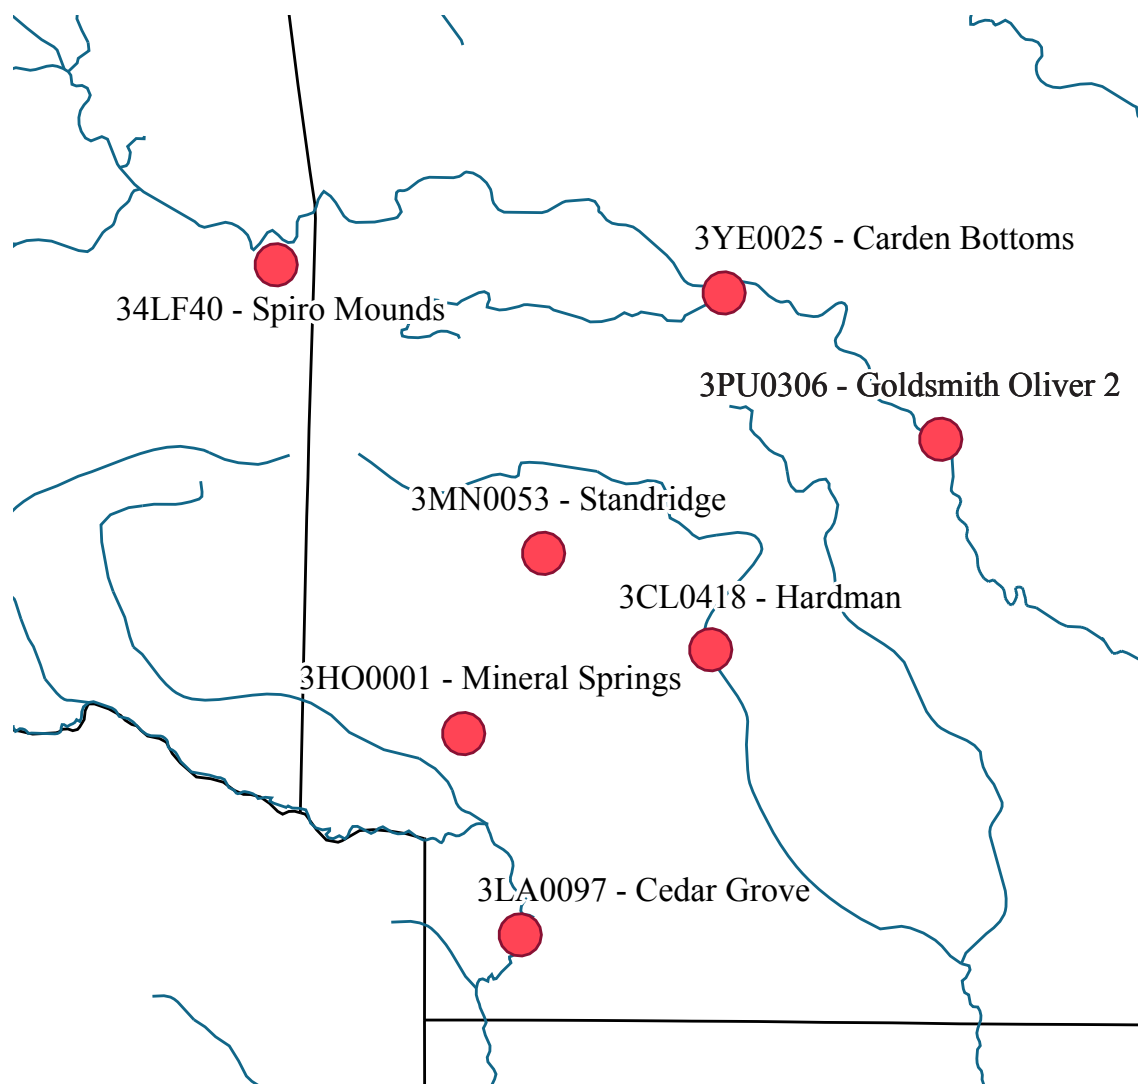 3YE0025 - Carden Bottoms
34LF40 - Spiro Mounds
3PU0306 - Goldsmith Oliver 2
3MN0053 - Standridge
3CL0418 - Hardman
3HO0001 - Mineral Springs
3LA0097 - Cedar Grove